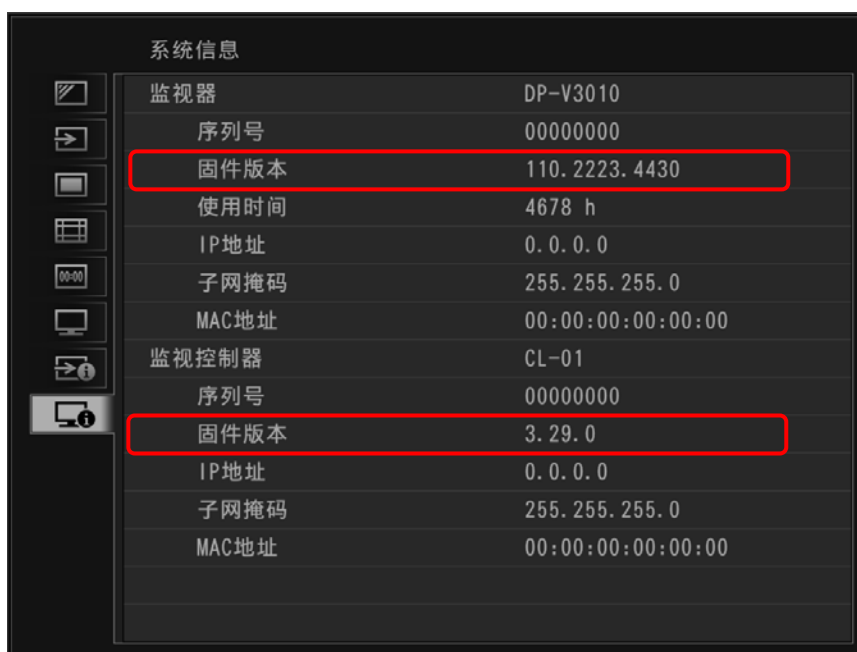 系统信息
监视器 DP-V3010
序列号 00000000
固件版本 110.2223.4430
使用时间 4678 h
IP地址 0.0.0.0
子网掩码 255.255.255.0
MAC地址 00:00:00:00:00:00
监视控制器 CL-01
序列号 00000000
固件版本 3.29.0
IP地址 0.0.0.0
子网掩码 255.255.255.0
MAC地址 00:00:00:00:00:00
00:00